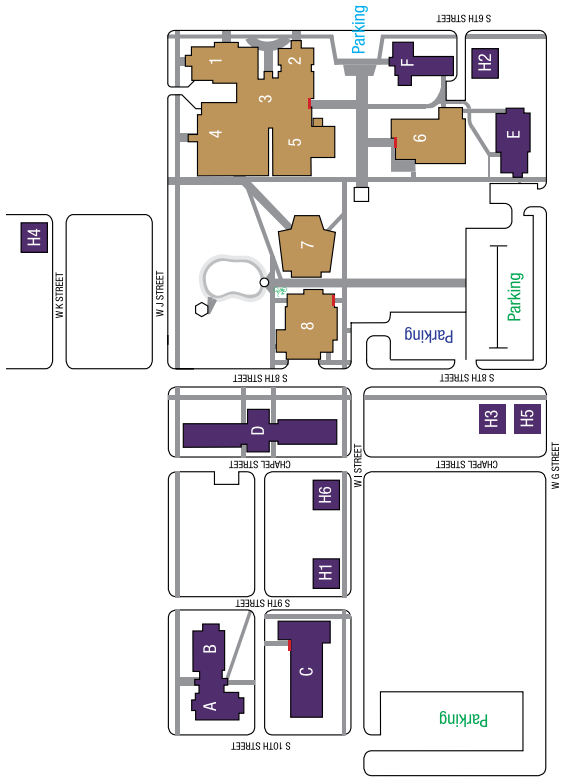 S 6TH STREET
Parking
1
2
F
H2
3
4
5
6
E
H4
W K STREET
W J STREET
7
8
Parking
Parking
S 8TH STREET
S 8TH STREET
D
H3
H5
CHAPEL STREET
W I STREET
CHAPEL STREET
W G STREET
H6
H1
S 9TH STREET
B
A
C
Parking
S 10TH STREET